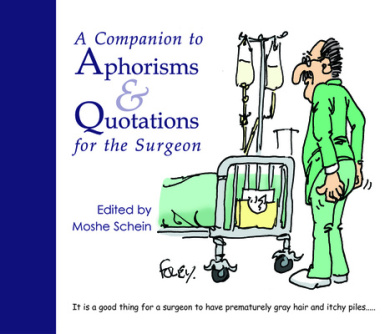 A Companion to
Aphorisms
&
Quotations
for the Surgeon
Edited by
Moshe Schein
FOLEY.
It is a good thing for a surgeon to have prematurely gray hair and itchy piles.....